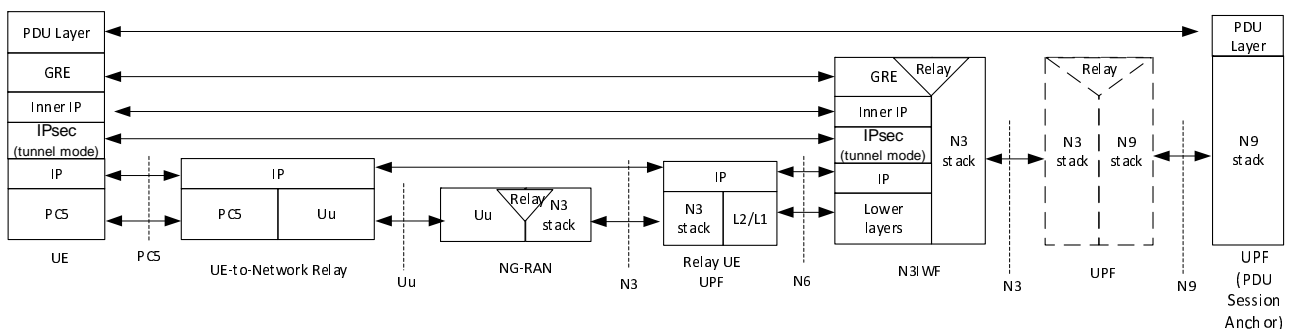 PDU Layer
GRE
Inner IP
IPsec
(tunnel mode)
IP
PC5
UE
PC5
IP
PC5
Uu
UE-to-Network Relay
Uu
Uu
Relay
N3
stack
NG-RAN
N3
IP
N3
stack
L2/L1
Relay UE
UPF
N6
GRE
Relay
Inner IP
IPsec
(tunnel mode)
IP
Lower
layers
N3
stack
N3IWF
N3
Relay
N3
stack
N9
stack
UPF
N9
PDU
Layer
N9
stack
UPF
(PDU
Session
Anchor)